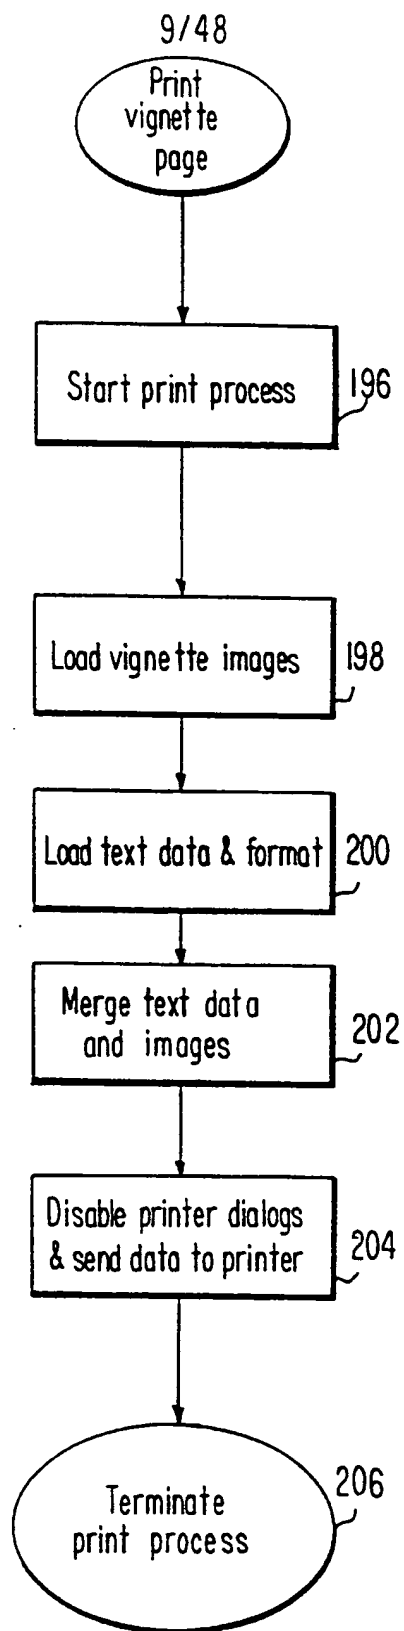 9/48
Print
vignette
page
Start print process
196
Load vignette images
198
Load text data & format
200
Merge text data
and images
202
Disable printer dialogs
& send data to printer
204
Terminate
print process
206